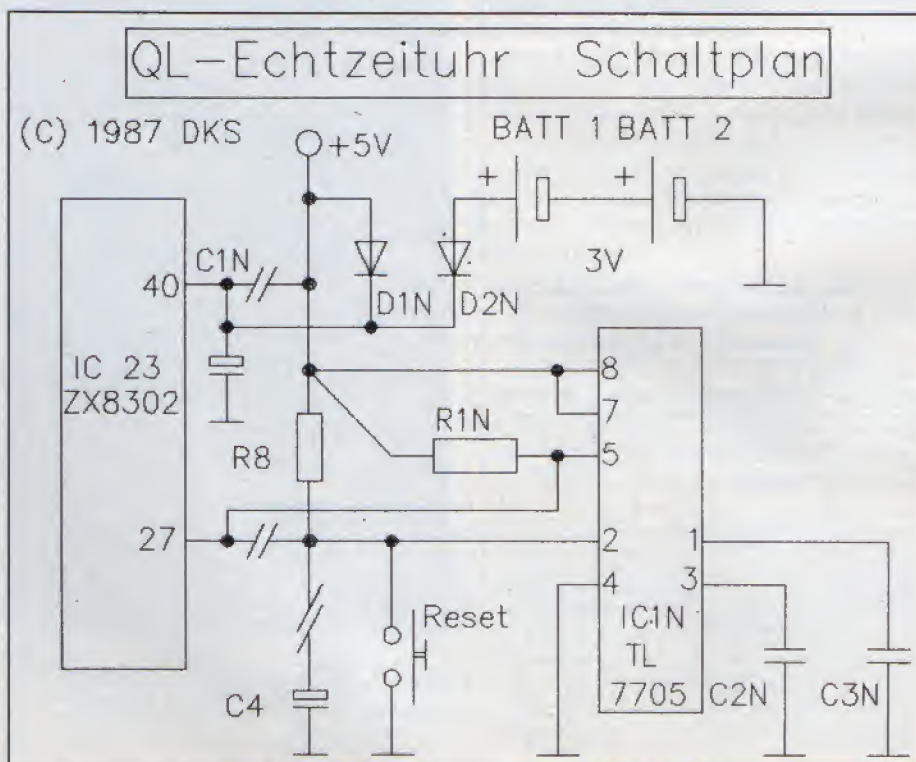 QL-Echtzeituhr Schaltplan
(C) 1987 DKS
+5V
BATT 1 BATT 2
+
+
3V
C1N
40
D1N
D2N
IC 23
ZX8302
8
7
R1N
R8
5
27
2
1
4
3
Reset
IC1N
TL
7705
C2N
C3N
C4